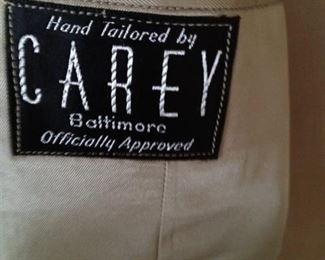 Hand Tailored by
CAREY
Baltimore
Officially Approved